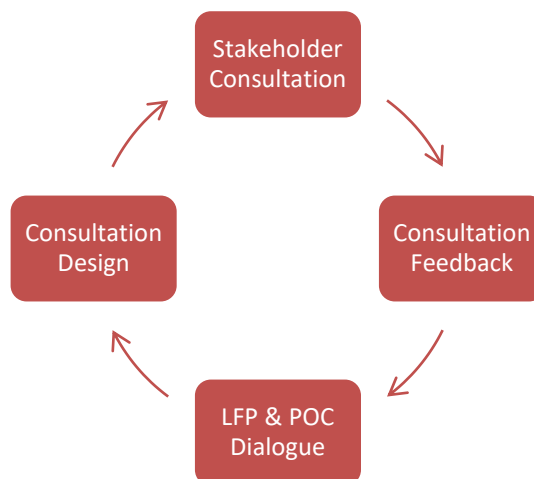 Stakeholder
Consultation
Consultation
Feedback
LFP & POC
Dialogue
Consultation
Design